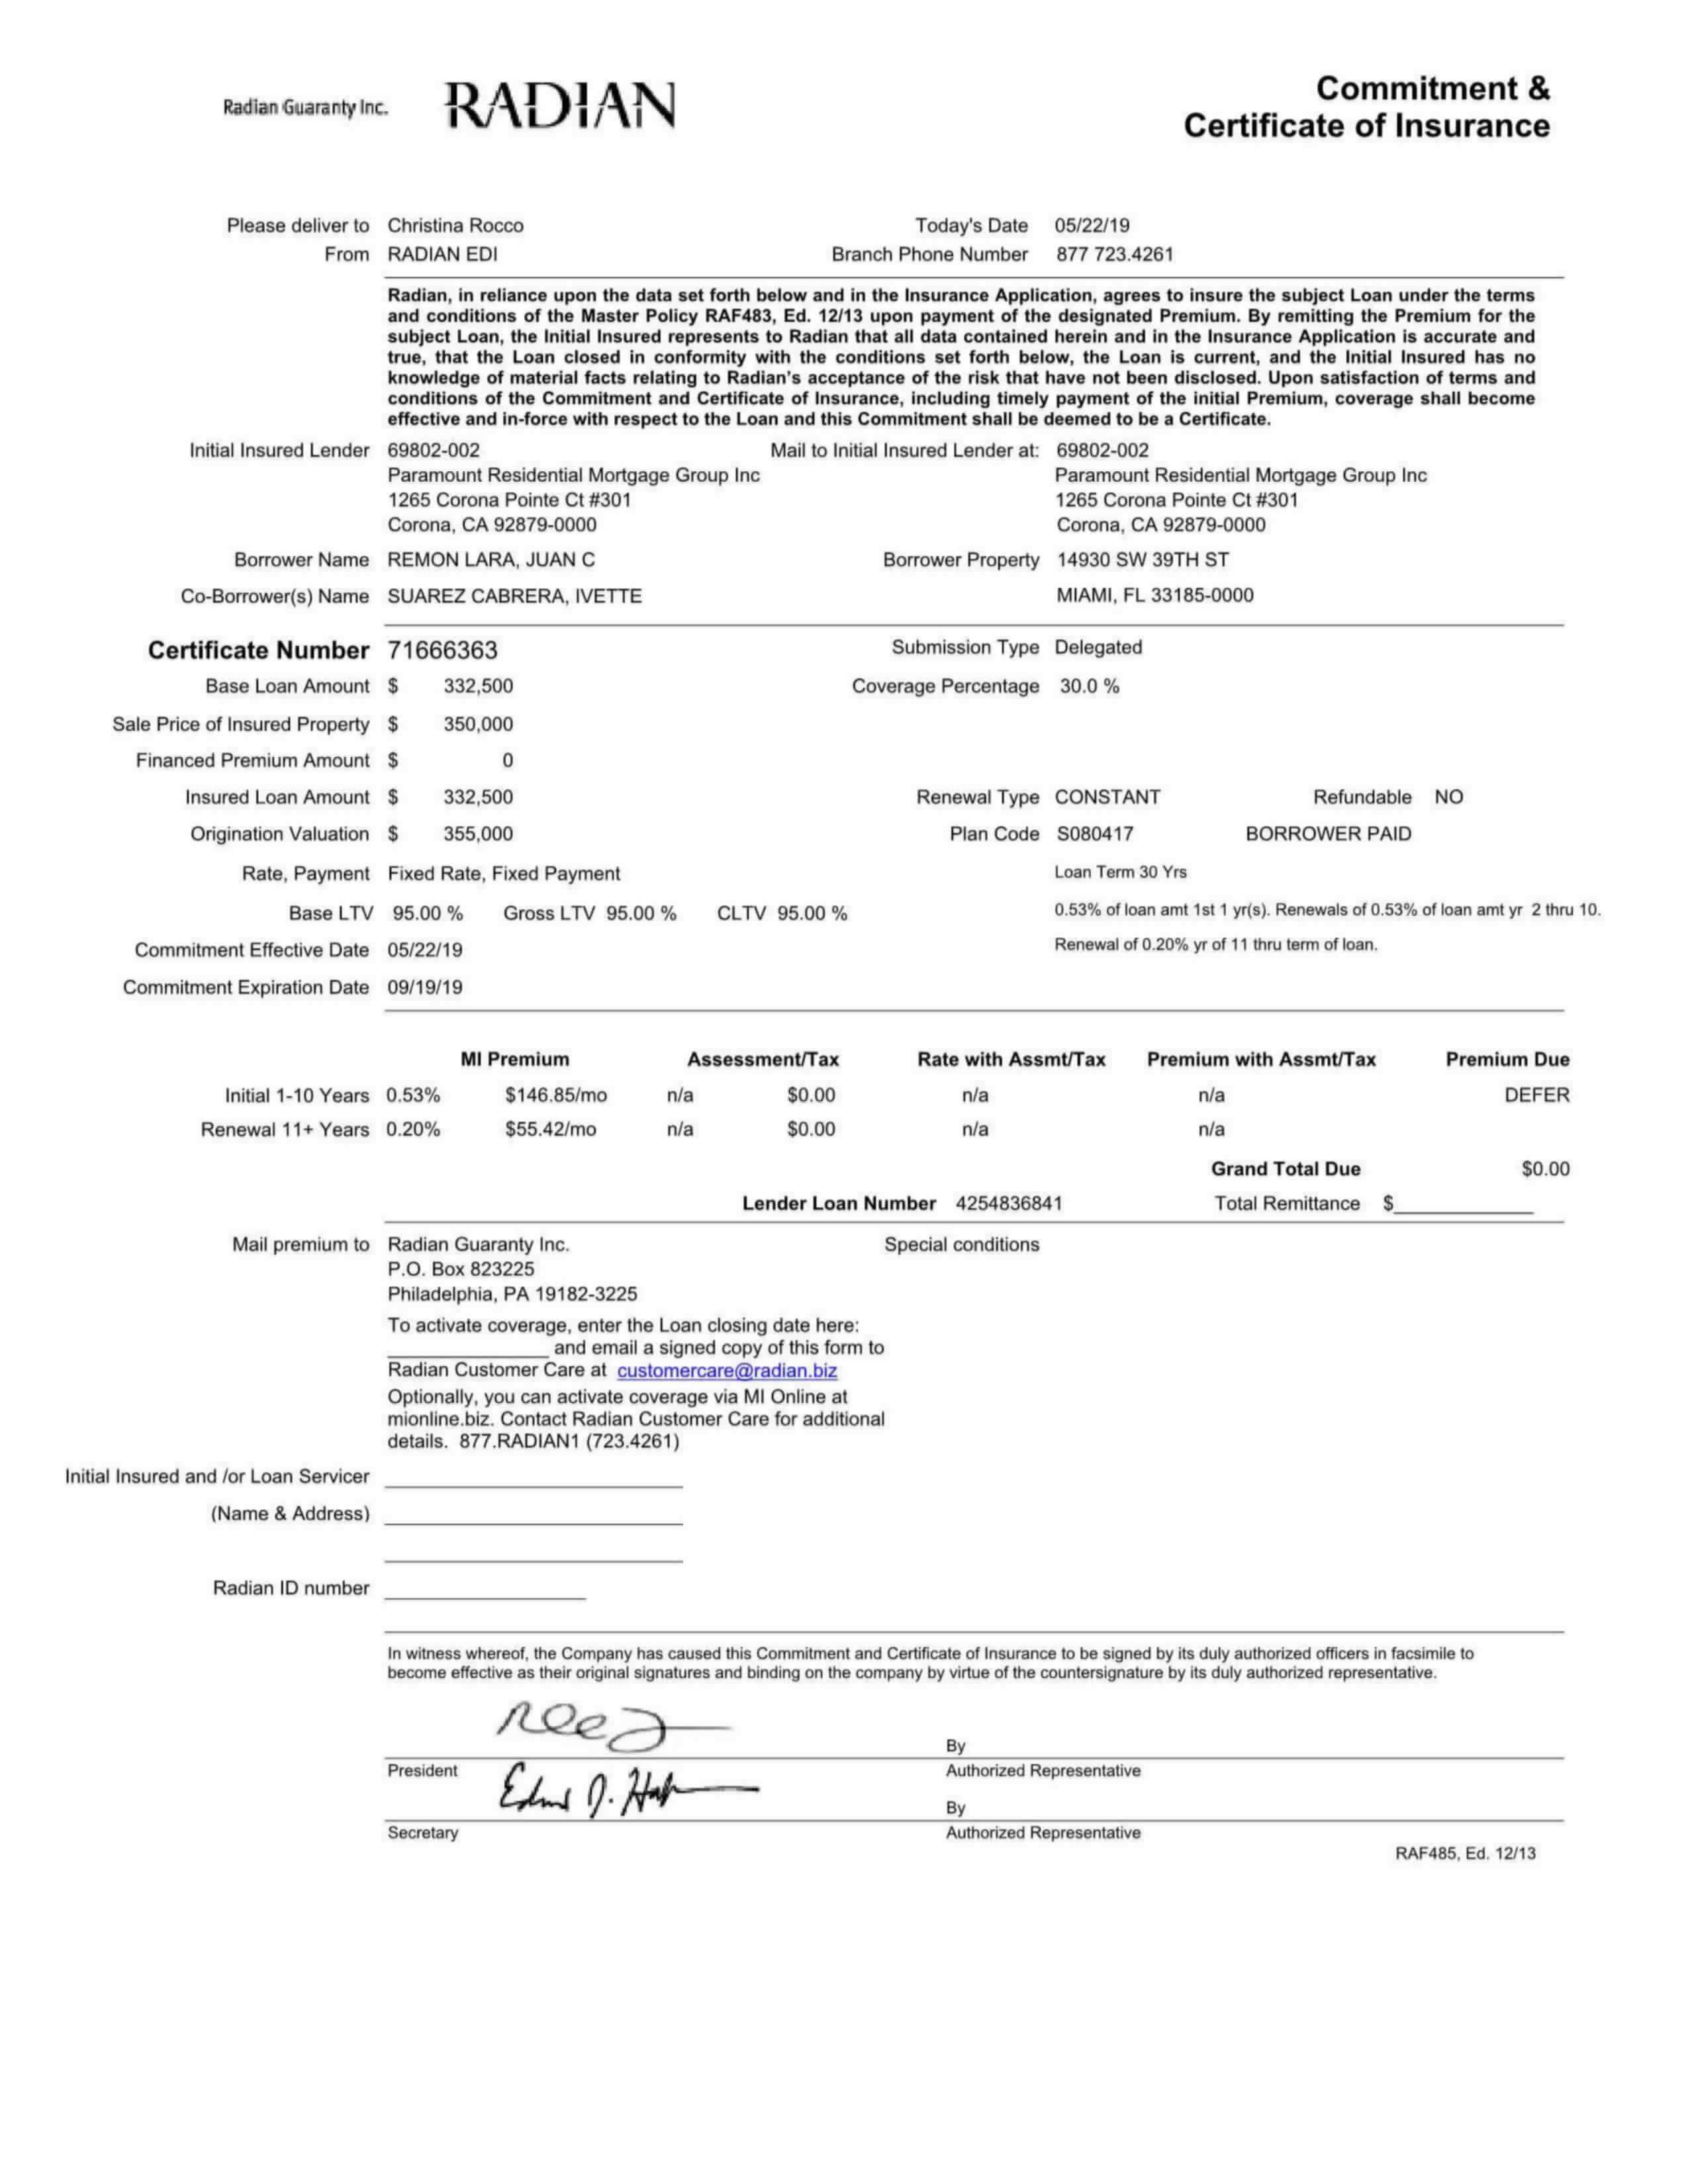 Radian Guaranty Inc. RADIAN
Commitment &
Certificate of Insurance
Please deliver to Christina Rocco Today's Date 05/22/19
From RADIAN EDI Branch Phone Number 877 723.4261
Radian, in reliance upon the data set forth below and in the Insurance Application, agrees to insure the subject Loan under the terms
and conditions of the Master Policy RAF483, Ed. 12/13 upon payment of the designated Premium. By remitting the Premium for the
subject Loan, the Initial Insured represents to Radian that all data contained herein and in the Insurance Application is accurate and
true, that the Loan closed in conformity with the conditions set forth below, the Loan is current, and the Initial Insured has no
knowledge of material facts relating to Radian's acceptance of the risk that have not been disclosed. Upon satisfaction of terms and
conditions of the Commitment and Certificate of Insurance, including timely payment of the initial Premium, coverage shall become
effective and in-force with respect to the Loan and this Commitment shall be deemed to be a Certificate.
Initial Insured Lender 69802-002 Mail to Initial Insured Lender at: 69802-002
Paramount Residential Mortgage Group Inc Paramount Residential Mortgage Group Inc
1265 Corona Pointe Ct #301 1265 Corona Pointe Ct #301
Corona, CA 92879-0000 Corona, CA 92879-0000
Borrower Name REMON LARA, JUAN C Borrower Property 14930 SW 39TH ST
Co-Borrower(s) Name SUAREZ CABRERA, IVETTE MIAMI, FL 33185-0000
Certificate Number 71666363 Submission Type Delegated
Base Loan Amount $ 332,500 Coverage Percentage 30.0 %
Sale Price of Insured Property $ 350,000
Financed Premium Amount $ 0
Insured Loan Amount $ 332,500 Renewal Type CONSTANT Refundable NO
Origination Valuation $ 355,000 Plan Code S080417 BORROWER PAID
Rate, Payment Fixed Rate, Fixed Payment Loan Term 30 Yrs
Base LTV 95.00 % Gross LTV 95.00 % CLTV 95.00 % 0.53% of loan amt 1st 1 yr(s). Renewals of 0.53% of loan amt yr 2 thru 10.
Commitment Effective Date 05/22/19 Renewal of 0.20% yr of 11 thru term of loan.
Commitment Expiration Date 09/19/19
MI Premium Assessment/Tax Rate with Assmt/Tax Premium with Assmt/Tax Premium Due
Initial 1-10 Years 0.53% $146.85/mo n/a $0.00 n/a n/a DEFER
Renewal 11+ Years 0.20% $55.42/mo n/a $0.00 n/a n/a
Grand Total Due $0.00
Lender Loan Number 4254836841 Total Remittance $
Mail premium to Radian Guaranty Inc. Special conditions
P.O. Box 823225
Philadelphia, PA 19182-3225
To activate coverage, enter the Loan closing date here:
and email a signed copy of this form to
Radian Customer Care at customercare@radian.biz
Optionally, you can activate coverage via MI Online at
mionline.biz. Contact Radian Customer Care for additional
details. 877.RADIAN1 (723.4261)
Initial Insured and /or Loan Servicer
(Name & Address)
Radian ID number
In witness whereof, the Company has caused this Commitment and Certificate of Insurance to be signed by its duly authorized officers in facsimile to
become effective as their original signatures and binding on the company by virtue of the countersignature by its duly authorized representative.
By
President Authorized Representative
By
Secretary Authorized Representative
RAF485, Ed. 12/13